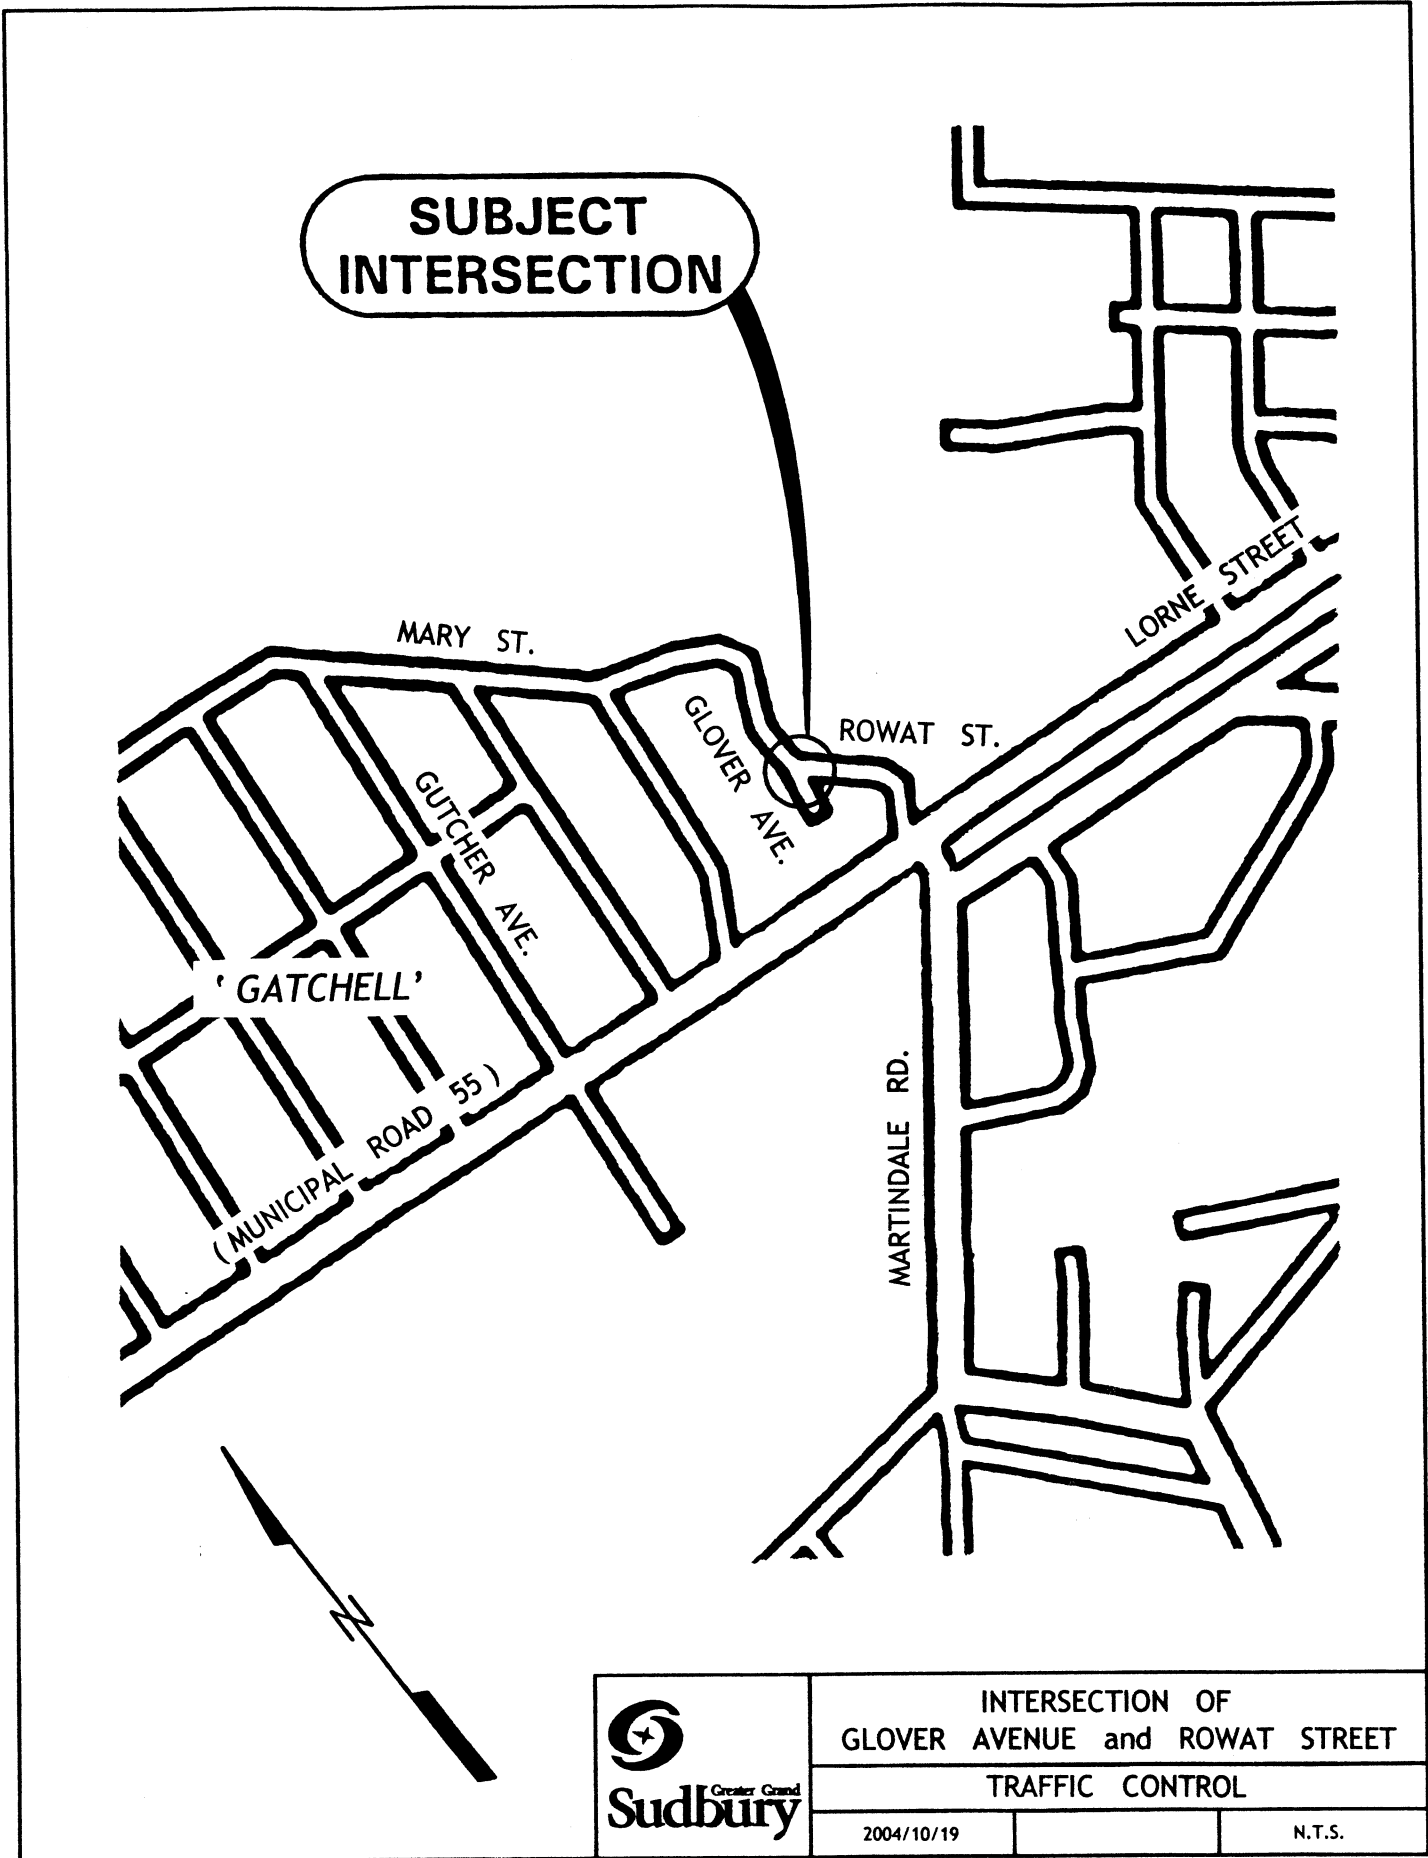 SUBJECT
INTERSECTION
LORNE STREET
MARY ST.
ROWAT ST.
GLOVER AVE.
GUTCHER AVE.
' GATCHELL'
( MUNICIPAL ROAD 55 )
MARTINDALE RD.
N
INTERSECTION OF
GLOVER AVENUE and ROWAT STREET
Greater Grand
Sudbury
TRAFFIC CONTROL
2004/10/19
N.T.S.